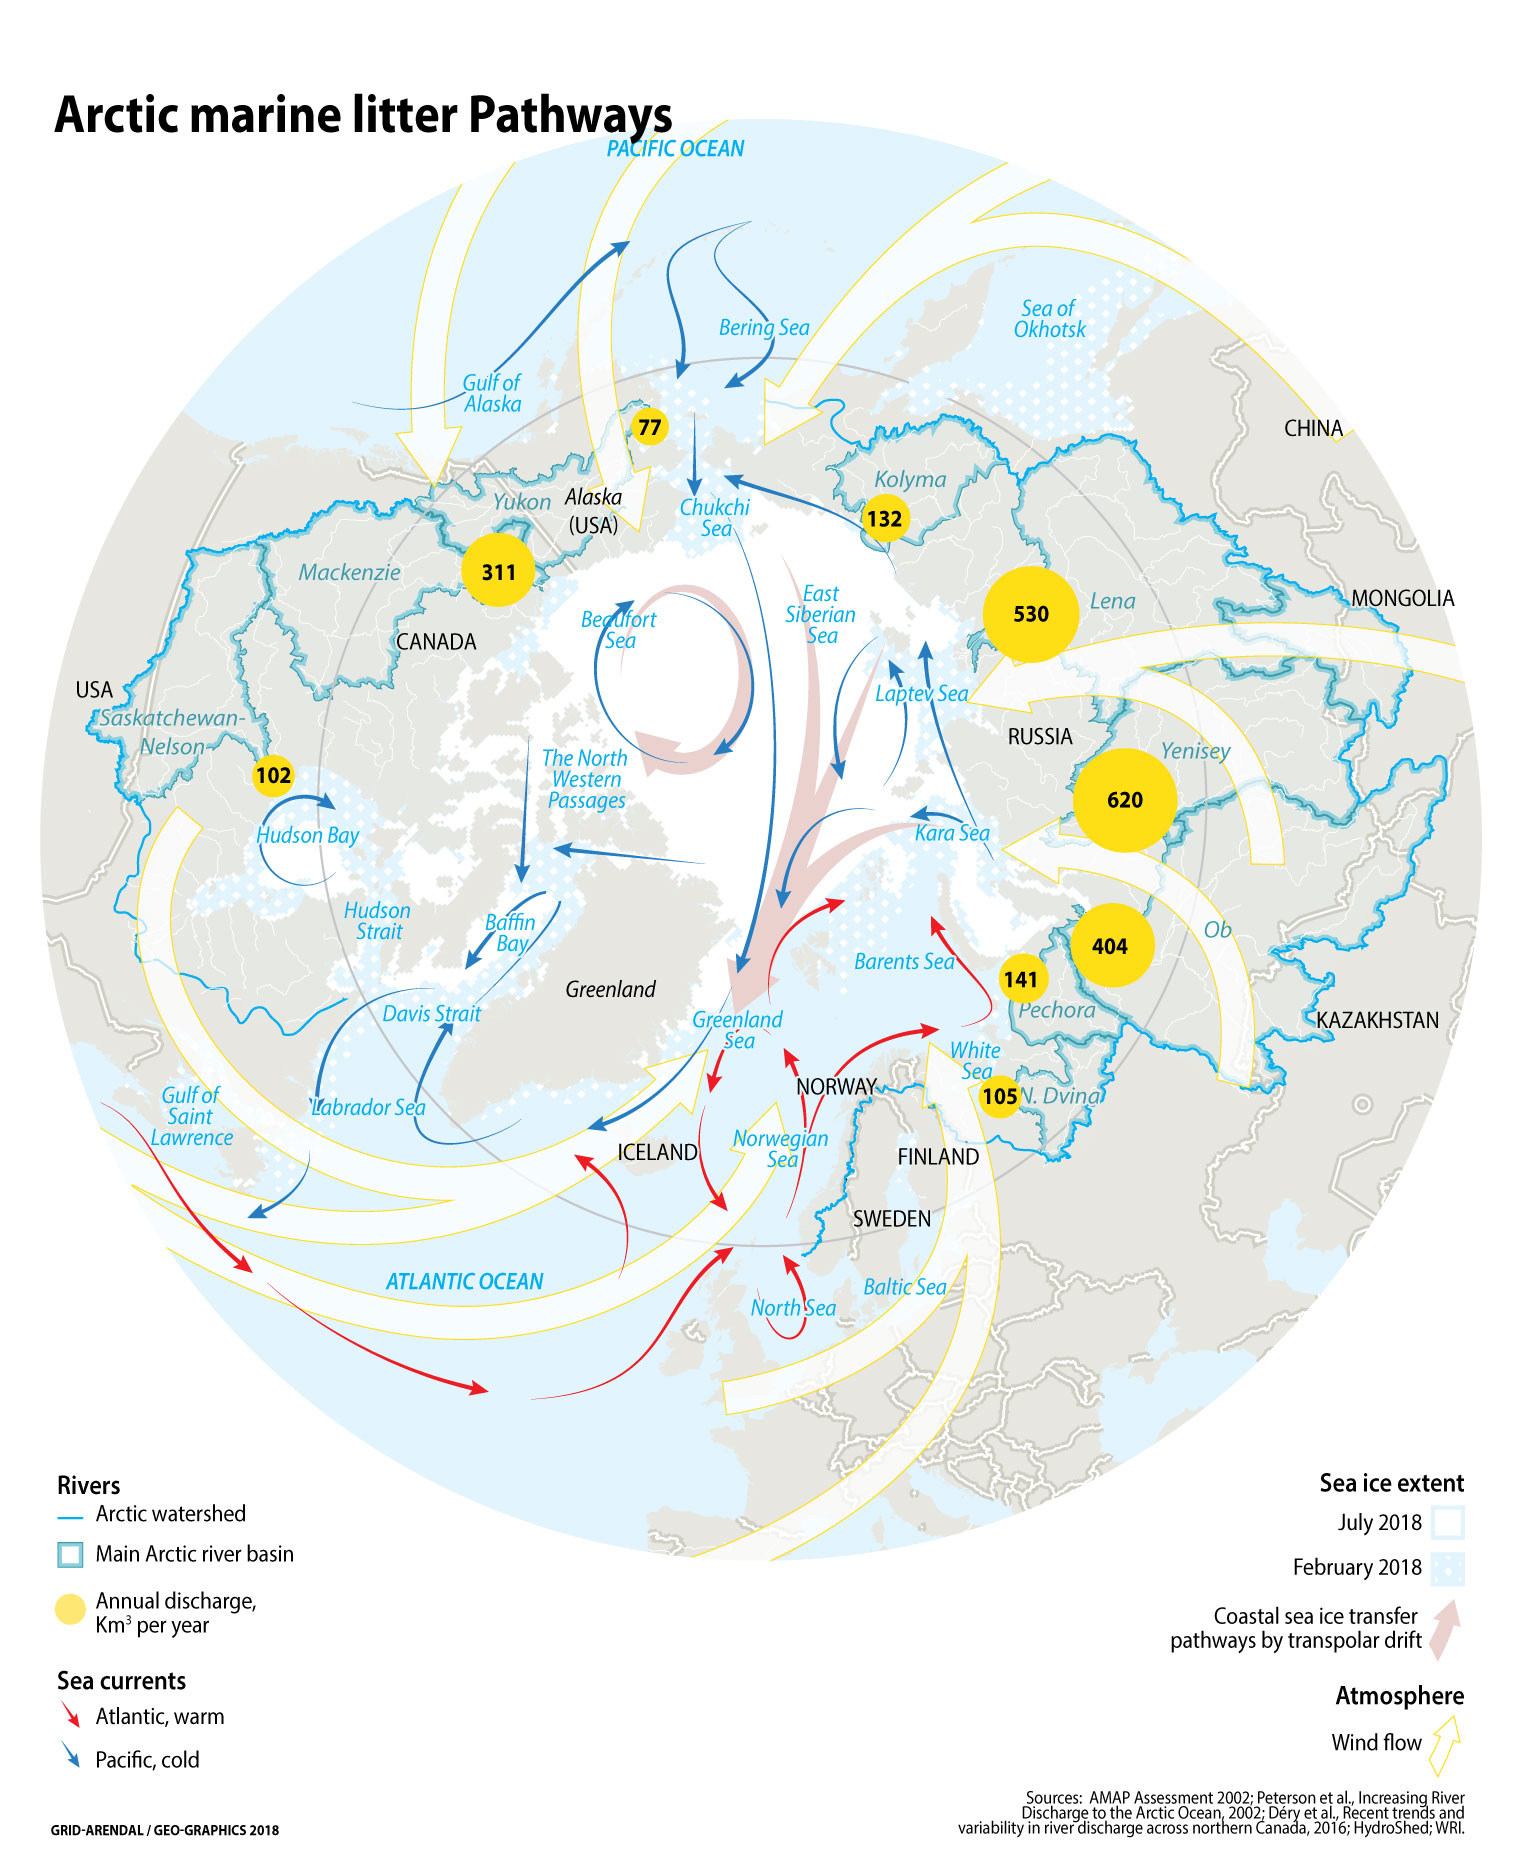 Arctic marine litter Pathways
PACIFIC OCEAN
Bering Sea
Sea of
Okhotsk
Gulf of
Alaska
CHINA
77
Kolyma
Yukon
Alaska
(USA)
Chukchi
Sea
132
Mackenzie
311
MONGOLIA
East
Siberian
Sea
530
Lena
Beaufort
Sea
CANADA
USA
Laptev Sea
Saskatchewan-
Nelson
RUSSIA
Yenisey
The North
Western
Passages
102
620
Hudson Bay
Kara Sea
Hudson
Strait
Baffin
Bay
Ob
404
Barents Sea
141
Greenland
Pechora
Davis Strait
Greenland
Sea
KAZAKHSTAN
White
Sea
NORWAY
105
N. Dvina
Gulf of
Saint
Lawrence
Labrador Sea
Norwegian
Sea
ICELAND
FINLAND
SWEDEN
ATLANTIC OCEAN
Baltic Sea
North Sea
Rivers
Arctic watershed
Main Arctic river basin
Annual discharge,
Km³ per year
Sea currents
Atlantic, warm
Pacific, cold
Sea ice extent
July 2018
February 2018
Coastal sea ice transfer
pathways by transpolar drift
Atmosphere
Wind flow
Sources: AMAP Assessment 2002; Peterson et al., Increasing River
Discharge to the Arctic Ocean, 2002; Déry et al., Recent trends and
variability in river discharge across northern Canada, 2016; HydroShed; WRI.
GRID-ARENDAL / GEO-GRAPHICS 2018